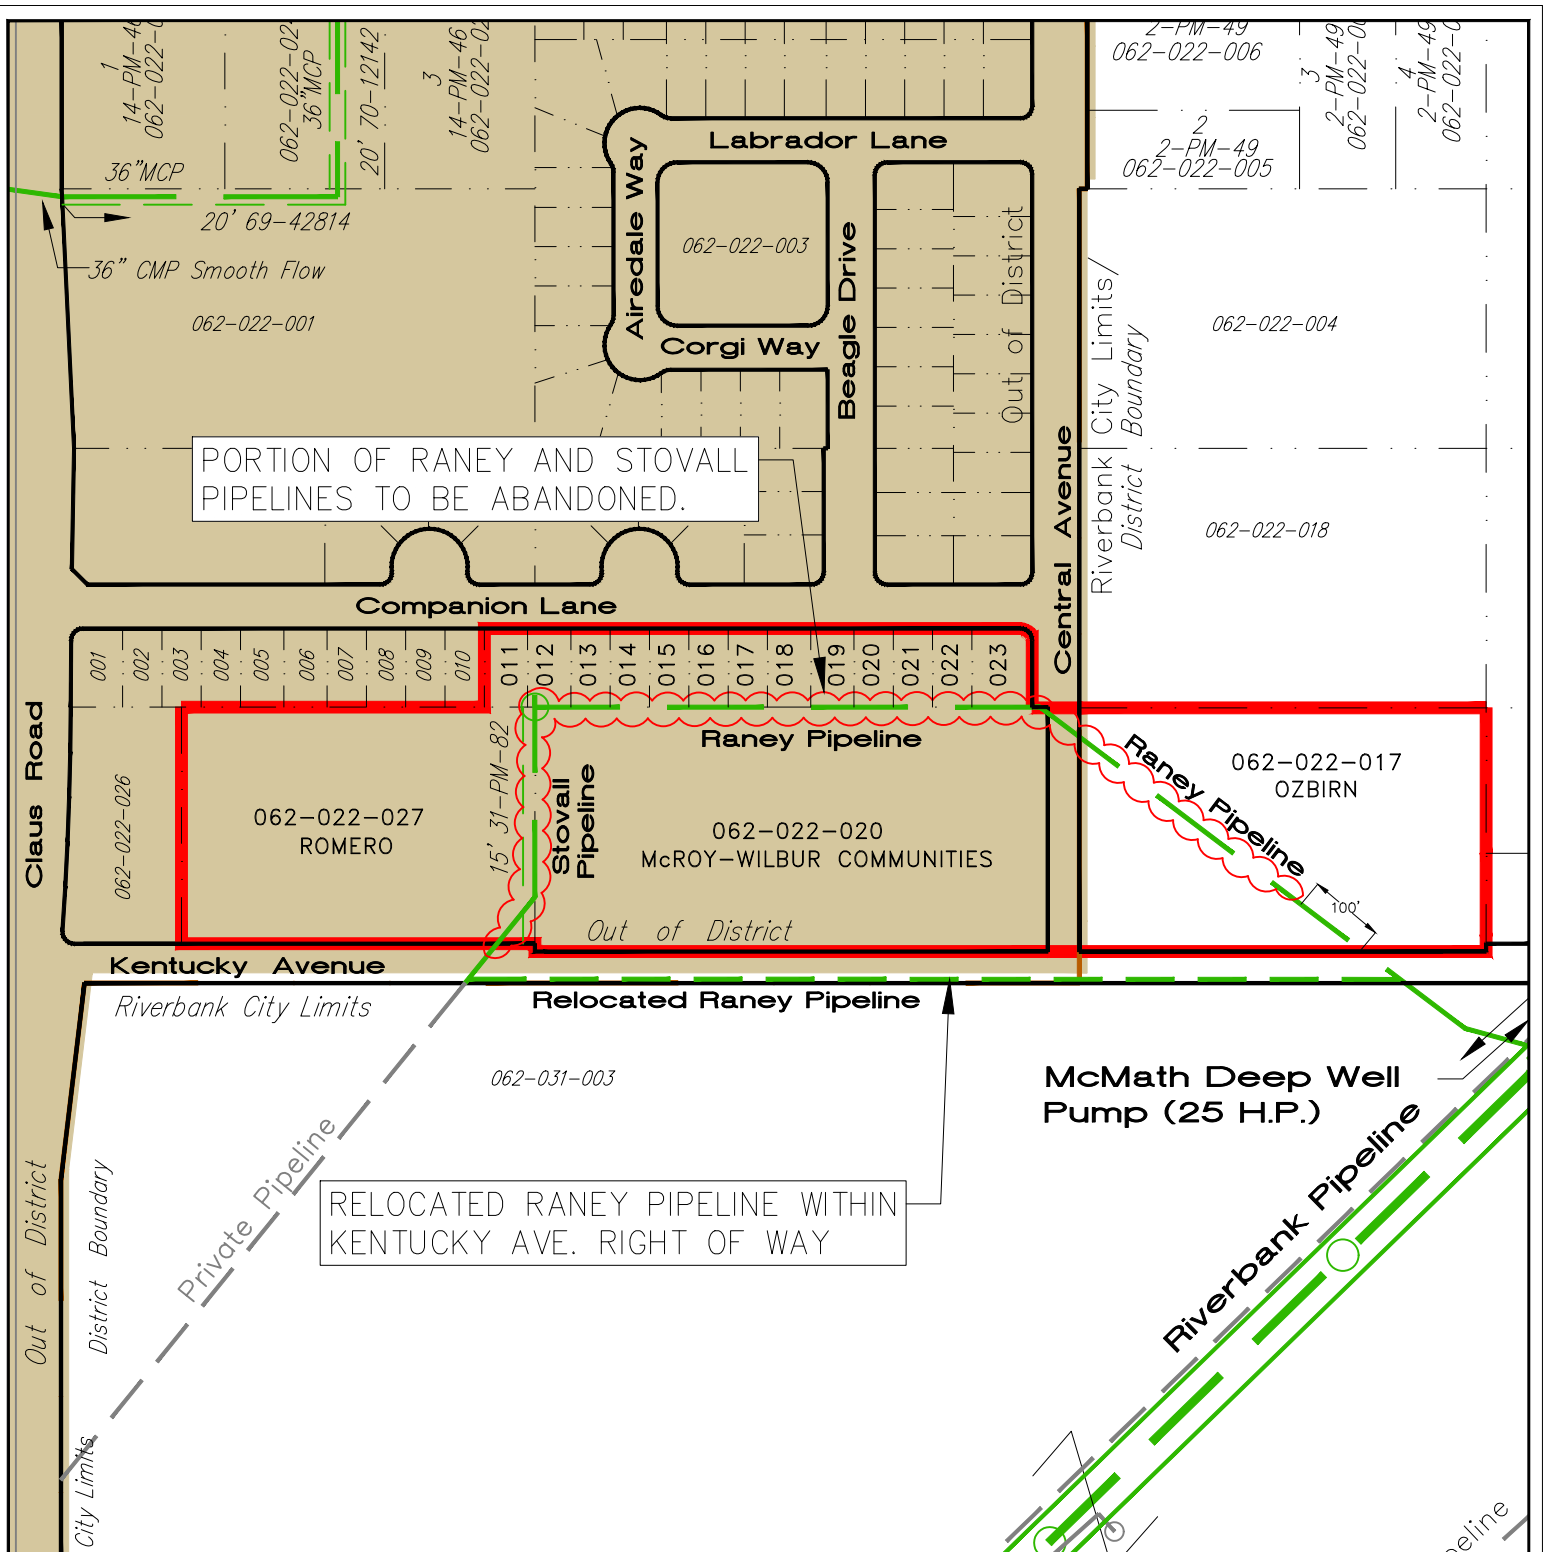 1
14-PM-46
36"MCP
20' 70-12142
3
14-PM-46
2-PM-49
062-022-006
3
2-PM-49
4
2-PM-49
2
2-PM-49
062-022-005
36"MCP
20' 69-42814
36" CMP Smooth Flow
062-022-001
Labrador Lane
Airedale Way
062-022-003
Beagle Drive
Corgi Way
Out of District
Riverbank City Limits/
District Boundary
062-022-004
062-022-018
Central Avenue
PORTION OF RANEY AND STOVALL
PIPELINES TO BE ABANDONED.
Companion Lane
001
002
003
004
005
006
007
008
009
010
011
012
013
014
015
016
017
018
019
020
021
022
023
Claus Road
062-022-026
062-022-027
ROMERO
15' 31-PM-82
Stovall
Pipeline
Raney Pipeline
062-022-020
McROY-WILBUR COMMUNITIES
Out of District
Raney Pipeline
062-022-017
OZBIRN
100'
Kentucky Avenue
Riverbank City Limits
Relocated Raney Pipeline
062-031-003
McMath Deep Well
Pump (25 H.P.)
Private Pipeline
RELOCATED RANEY PIPELINE WITHIN
KENTUCKY AVE. RIGHT OF WAY
Riverbank Pipeline
Out of District
District Boundary
City Limits
peline